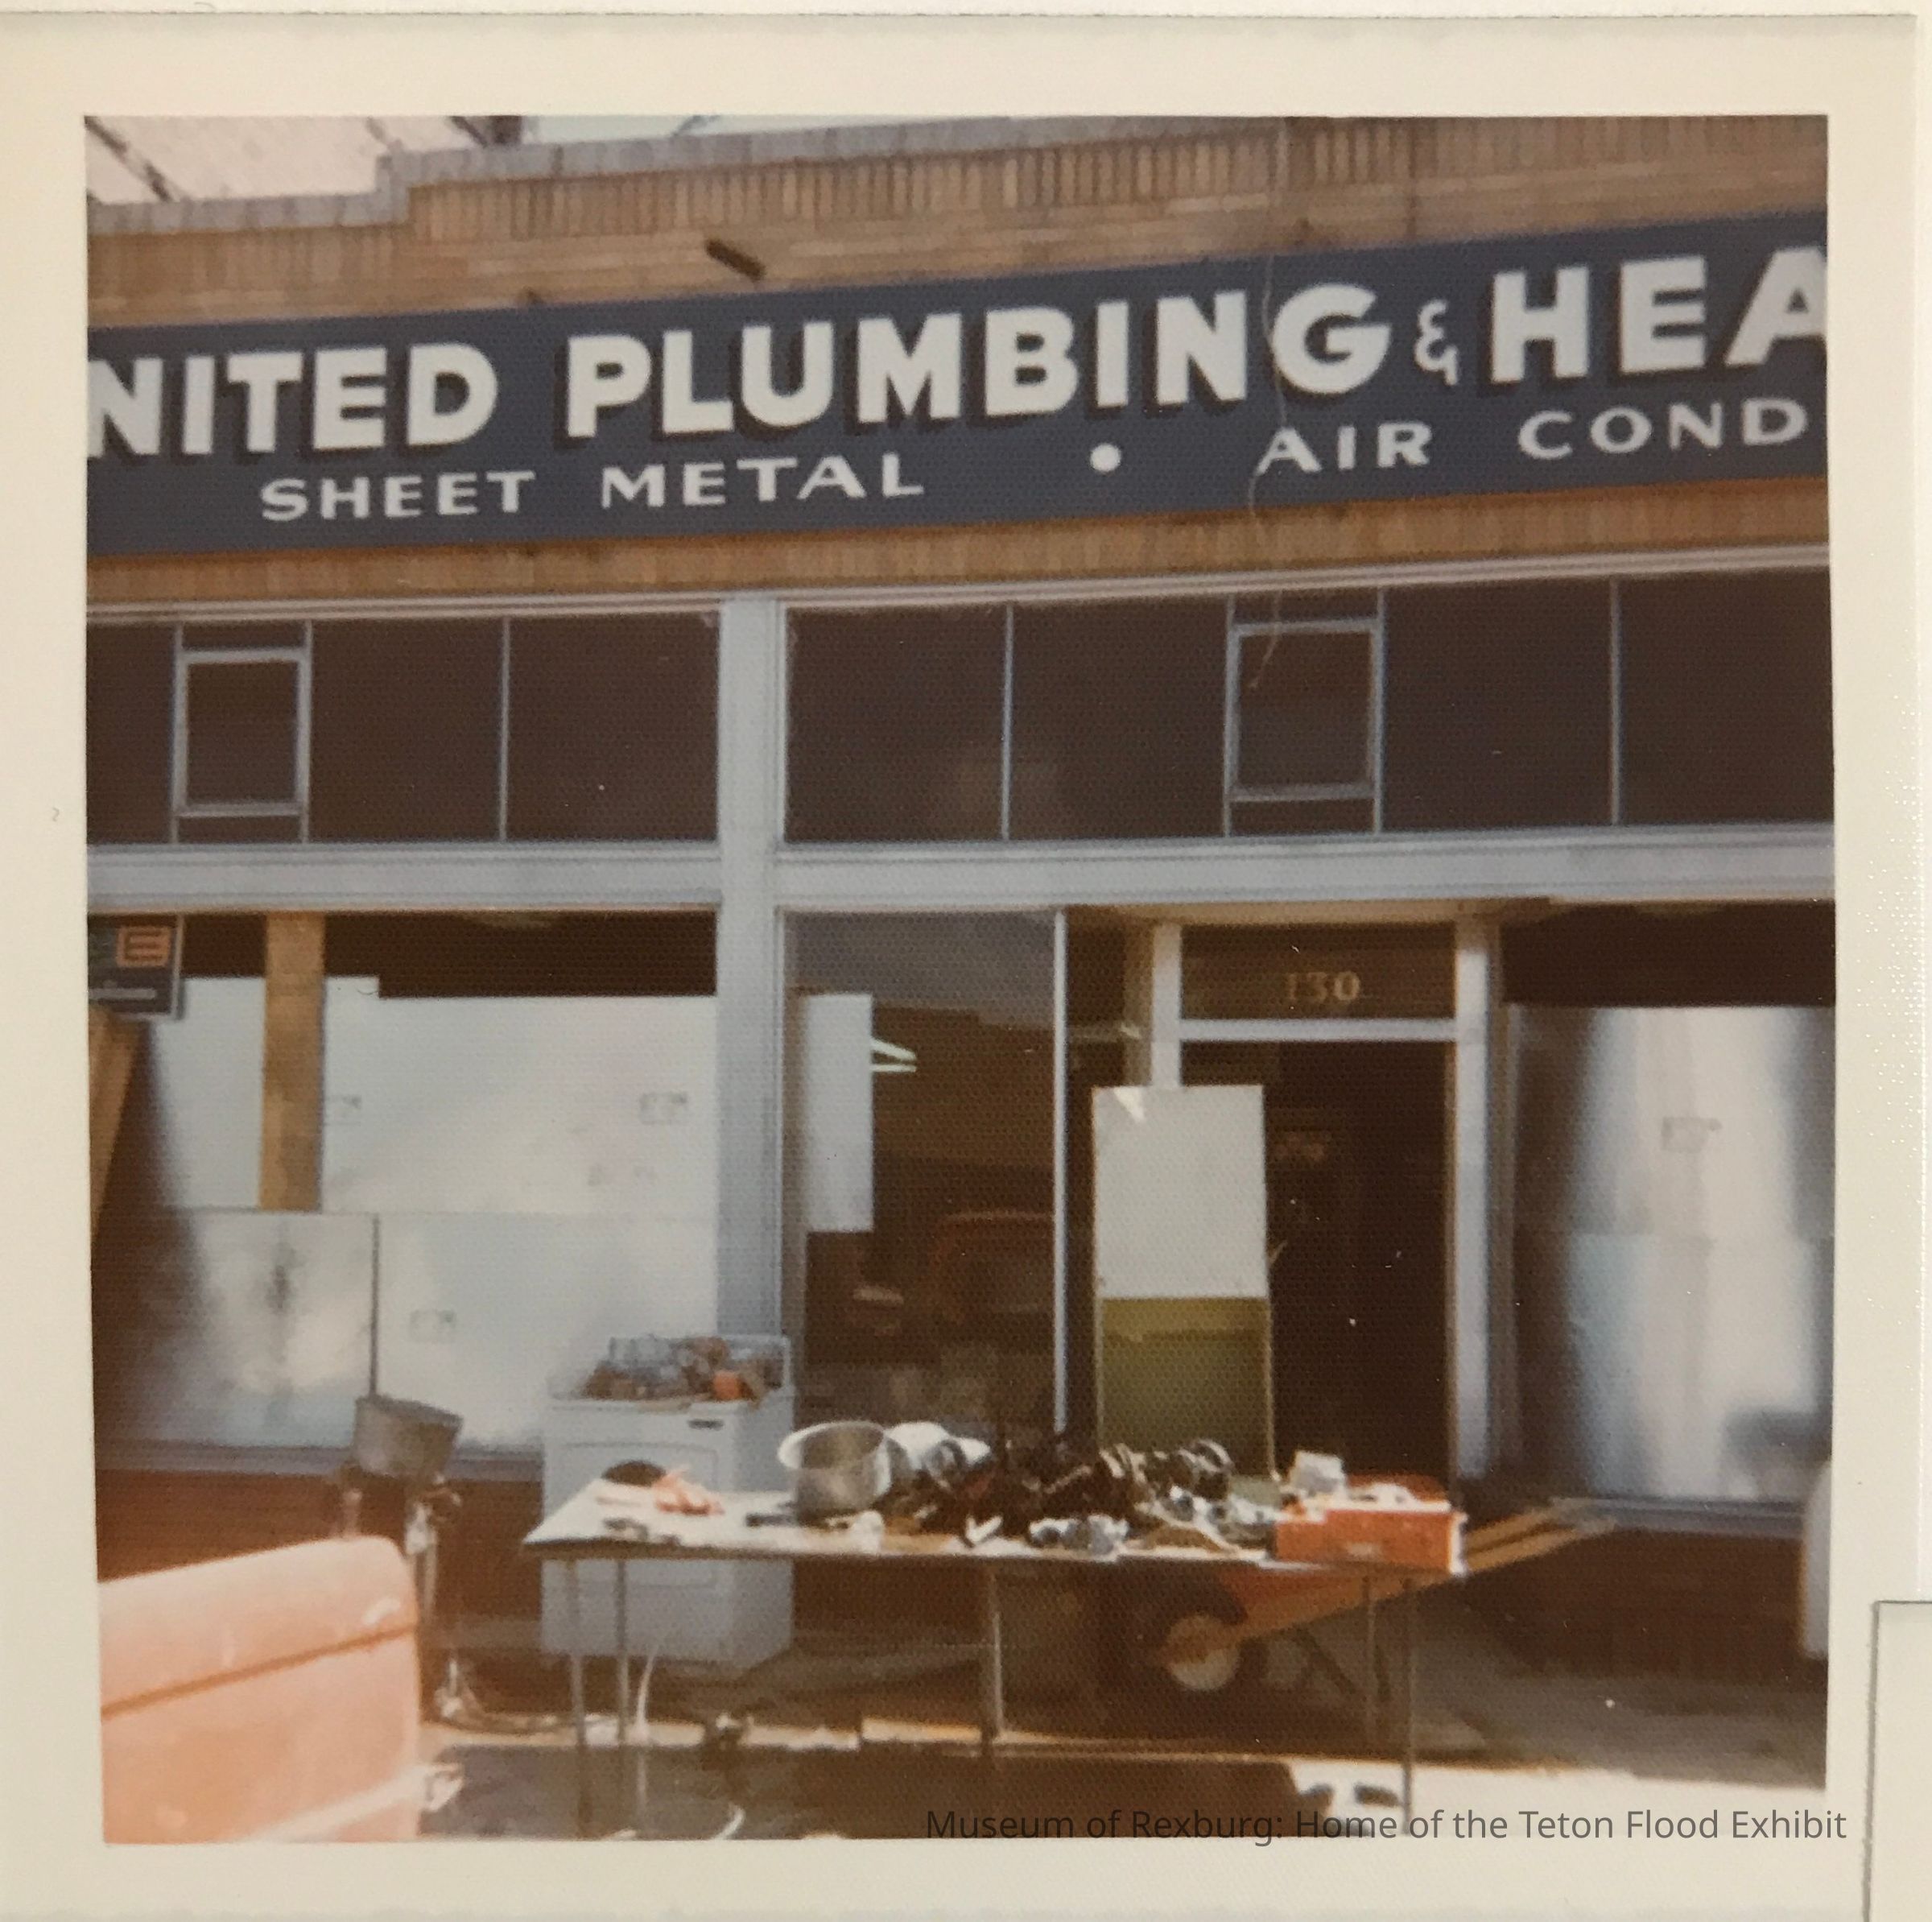 NITED PLUMBING & HEA
SHEET METAL • AIR COND
130
Museum of Rexburg: Home of the Teton Flood Exhibit